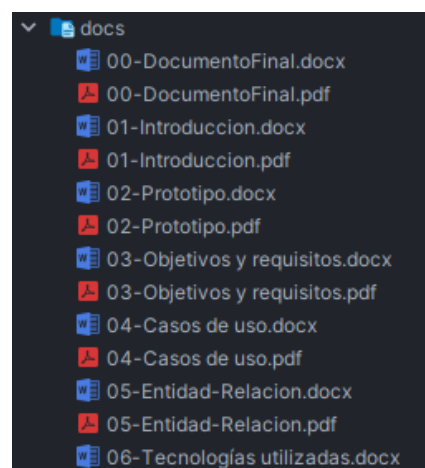 docs
00-DocumentoFinal.docx
00-DocumentoFinal.pdf
01-Introduccion.docx
01-Introduccion.pdf
02-Prototipo.docx
02-Prototipo.pdf
03-Objetivos y requisitos.docx
03-Objetivos y requisitos.pdf
04-Casos de uso.docx
04-Casos de uso.pdf
05-Entidad-Relacion.docx
05-Entidad-Relacion.pdf
06-Tecnologías utilizadas.docx